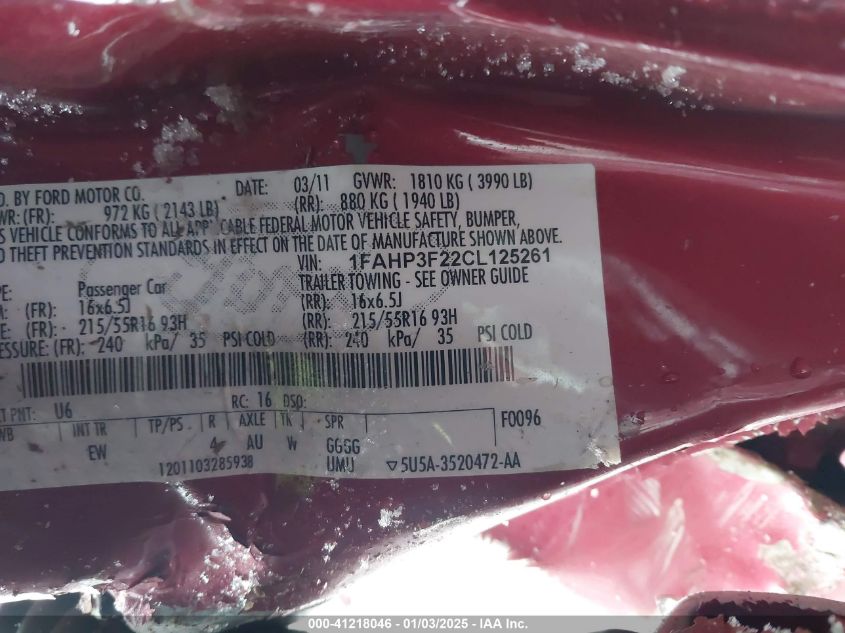 D. BY FORD MOTOR CO. DATE: 03/11 GVWR: 1810 KG ( 3990 LB)
WR: (FR): 972 KG ( 2143 LB) (RR): 880 KG ( 1940 LB)
S VEHICLE CONFORMS TO ALL APP CABLE FEDERAL MOTOR VEHICLE SAFETY, BUMPER,
D THEFT PREVENTION STANDARDS IN EFFECT ON THE DATE OF MANUFACTURE SHOWN ABOVE.
VIN: 1FAHP3F22CL125261
PE: Passenger Car TRAILER TOWING - SEE OWNER GUIDE
M: (FR): 16x6.5J (RR): 16x6.5J
E: (FR): 215/55R16 93H (RR): 215/55R16 93H
ESSURE: (FR): 240 kPa/ 35 PSI COLD (RR): 240 kPa/ 35 PSI COLD
T PNT: U6 RC: 16 DSO:
WB INT TR TP/PS R AXLE TK SPR F0096
EW 4 AU W GGGG
1201103285938 UMU ▽5U5A-3520472-AA
000-41218046 - 01/03/2025 - IAA Inc.